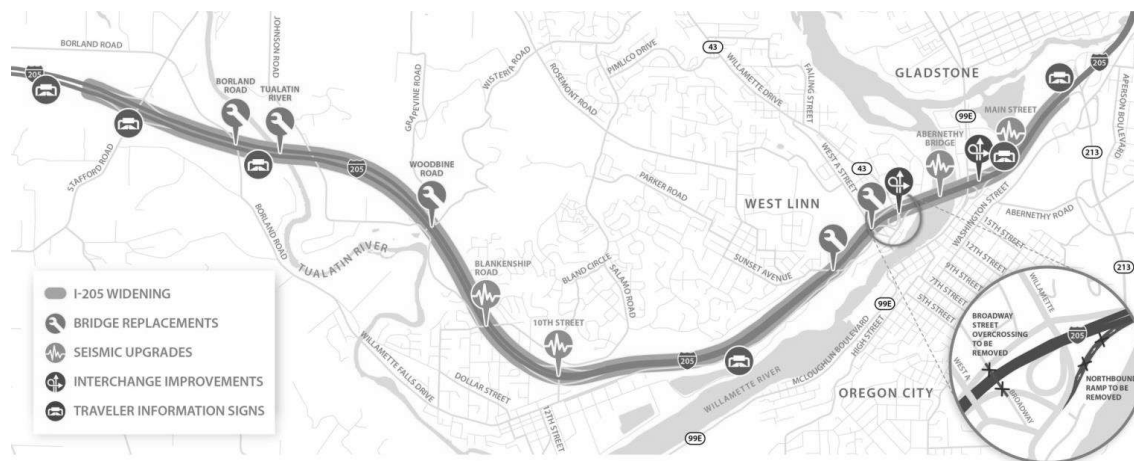 BORLAND ROAD
JOHNSON ROAD
205
BORLAND
ROAD
TUALATIN
RIVER
GRAPEVINE ROAD
WISTERIA ROAD
ROSEMONT ROAD
PIMLICO DRIVE
43
WILLAMETTE DRIVE
FAILING STREET
WEST A STREET
GLADSTONE
MAIN STREET
99E
ABERNETHY
BRIDGE
205
APERSON BOULEVARD
213
STAFFORD ROAD
BORLAND ROAD
205
WOODBINE
ROAD
PARKER ROAD
WEST LINN
43
WASHINGTON STREET
ABERNETHY ROAD
15TH STREET
12TH STREET
9TH STREET
7TH STREET
5TH STREET
213
TUALATIN RIVER
BLANKENSHIP
ROAD
BLAND CIRCLE
SALAMO ROAD
SUNSET AVENUE
99E
10TH STREET
205
WILLAMETTE FALLS DRIVE
DOLLAR STREET
12TH STREET
WILLAMETTE RIVER
MCLOUGHLIN BOULEVARD
HIGH STREET
OREGON CITY
99E
I-205 WIDENING
BRIDGE REPLACEMENTS
SEISMIC UPGRADES
INTERCHANGE IMPROVEMENTS
TRAVELER INFORMATION SIGNS
WILLAMETTE
BROADWAY
STREET
OVERCROSSING
TO BE
REMOVED
205
WEST A
BROADWAY
NORTHBOUND
RAMP TO BE
REMOVED